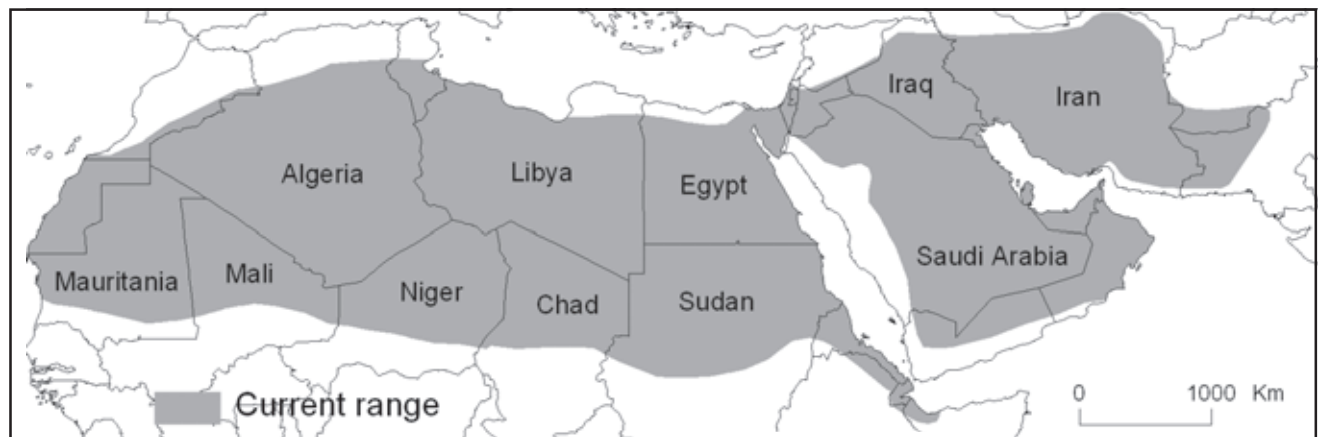 Iraq
Iran
Algeria
Libya
Egypt
Saudi Arabia
Mauritania
Mali
Niger
Chad
Sudan
Current range
0 1000 Km